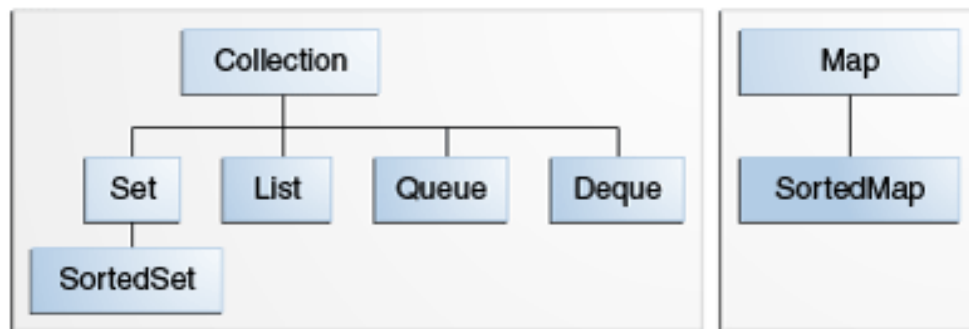 Collection
Map
Set
List
Queue
Deque
SortedMap
SortedSet